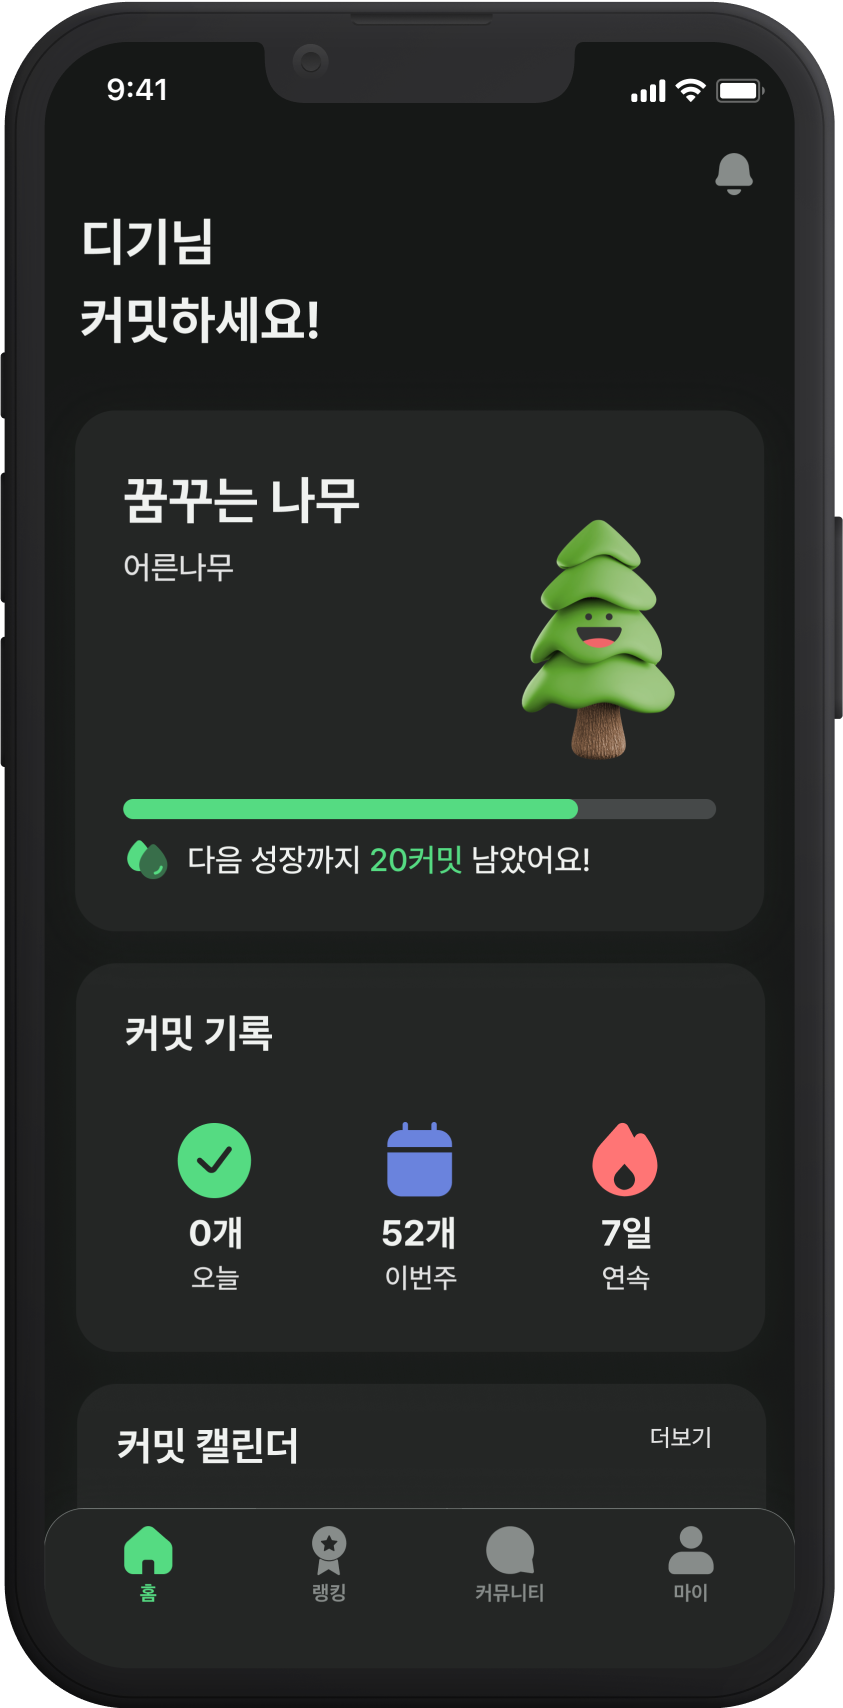 9:41
디기님
커밋하세요!
꿈꾸는 나무
어른나무
다음 성장까지 20커밋 남았어요!
커밋 기록
0개 52개 7일
오늘 이번주 연속
커밋 캘린더 더보기
홈 랭킹 커뮤니티 마이